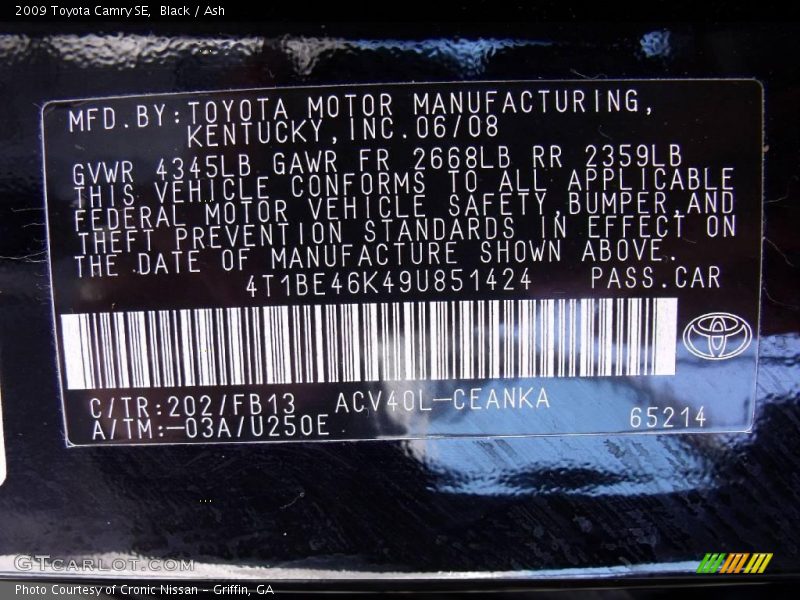 2009 Toyota Camry SE, Black / Ash
MFD.BY:TOYOTA MOTOR MANUFACTURING,
KENTUCKY,INC.06/08
GVWR 4345LB GAWR FR 2668LB RR 2359LB
THIS VEHICLE CONFORMS TO ALL APPLICABLE
FEDERAL MOTOR VEHICLE SAFETY,BUMPER,AND
THEFT PREVENTION STANDARDS IN EFFECT ON
THE DATE OF MANUFACTURE SHOWN ABOVE.
4T1BE46K49U851424 PASS.CAR
C/TR:202/FB13 ACV40L-CEANKA
A/TM:-03A/U250E 65214
GTCARLOT.COM
Photo Courtesy of Cronic Nissan - Griffin, GA